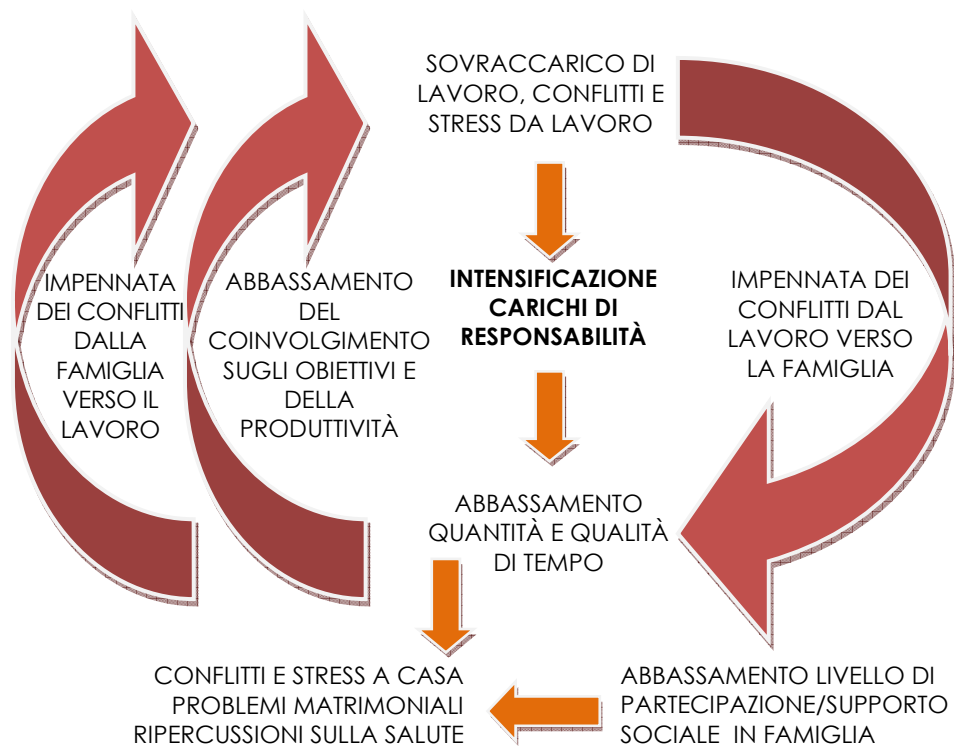 SOVRACCARICO DI
LAVORO, CONFLITTI E
STRESS DA LAVORO
INTENSIFICAZIONE
CARICHI DI
RESPONSABILITÀ
IMPENNATA
DEI CONFLITTI
DALLA
FAMIGLIA
VERSO IL
LAVORO
ABBASSAMENTO
DEL
COINVOLGIMENTO
SUGLI OBIETTIVI E
DELLA
PRODUTTIVITÀ
IMPENNATA DEI
CONFLITTI DAL
LAVORO VERSO
LA FAMIGLIA
ABBASSAMENTO
QUANTITÀ E QUALITÀ
DI TEMPO
CONFLITTI E STRESS A CASA
PROBLEMI MATRIMONIALI
RIPERCUSSIONI SULLA SALUTE
ABBASSAMENTO LIVELLO DI
PARTECIPAZIONE/SUPPORTO
SOCIALE IN FAMIGLIA